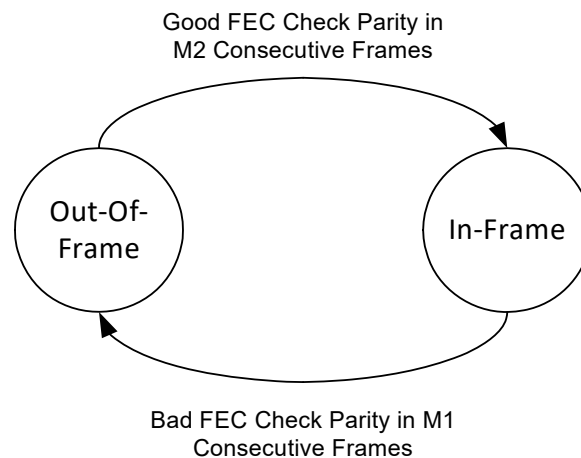 Good FEC Check Parity in
M2 Consecutive Frames
Out-Of-
Frame
In-Frame
Bad FEC Check Parity in M1
Consecutive Frames